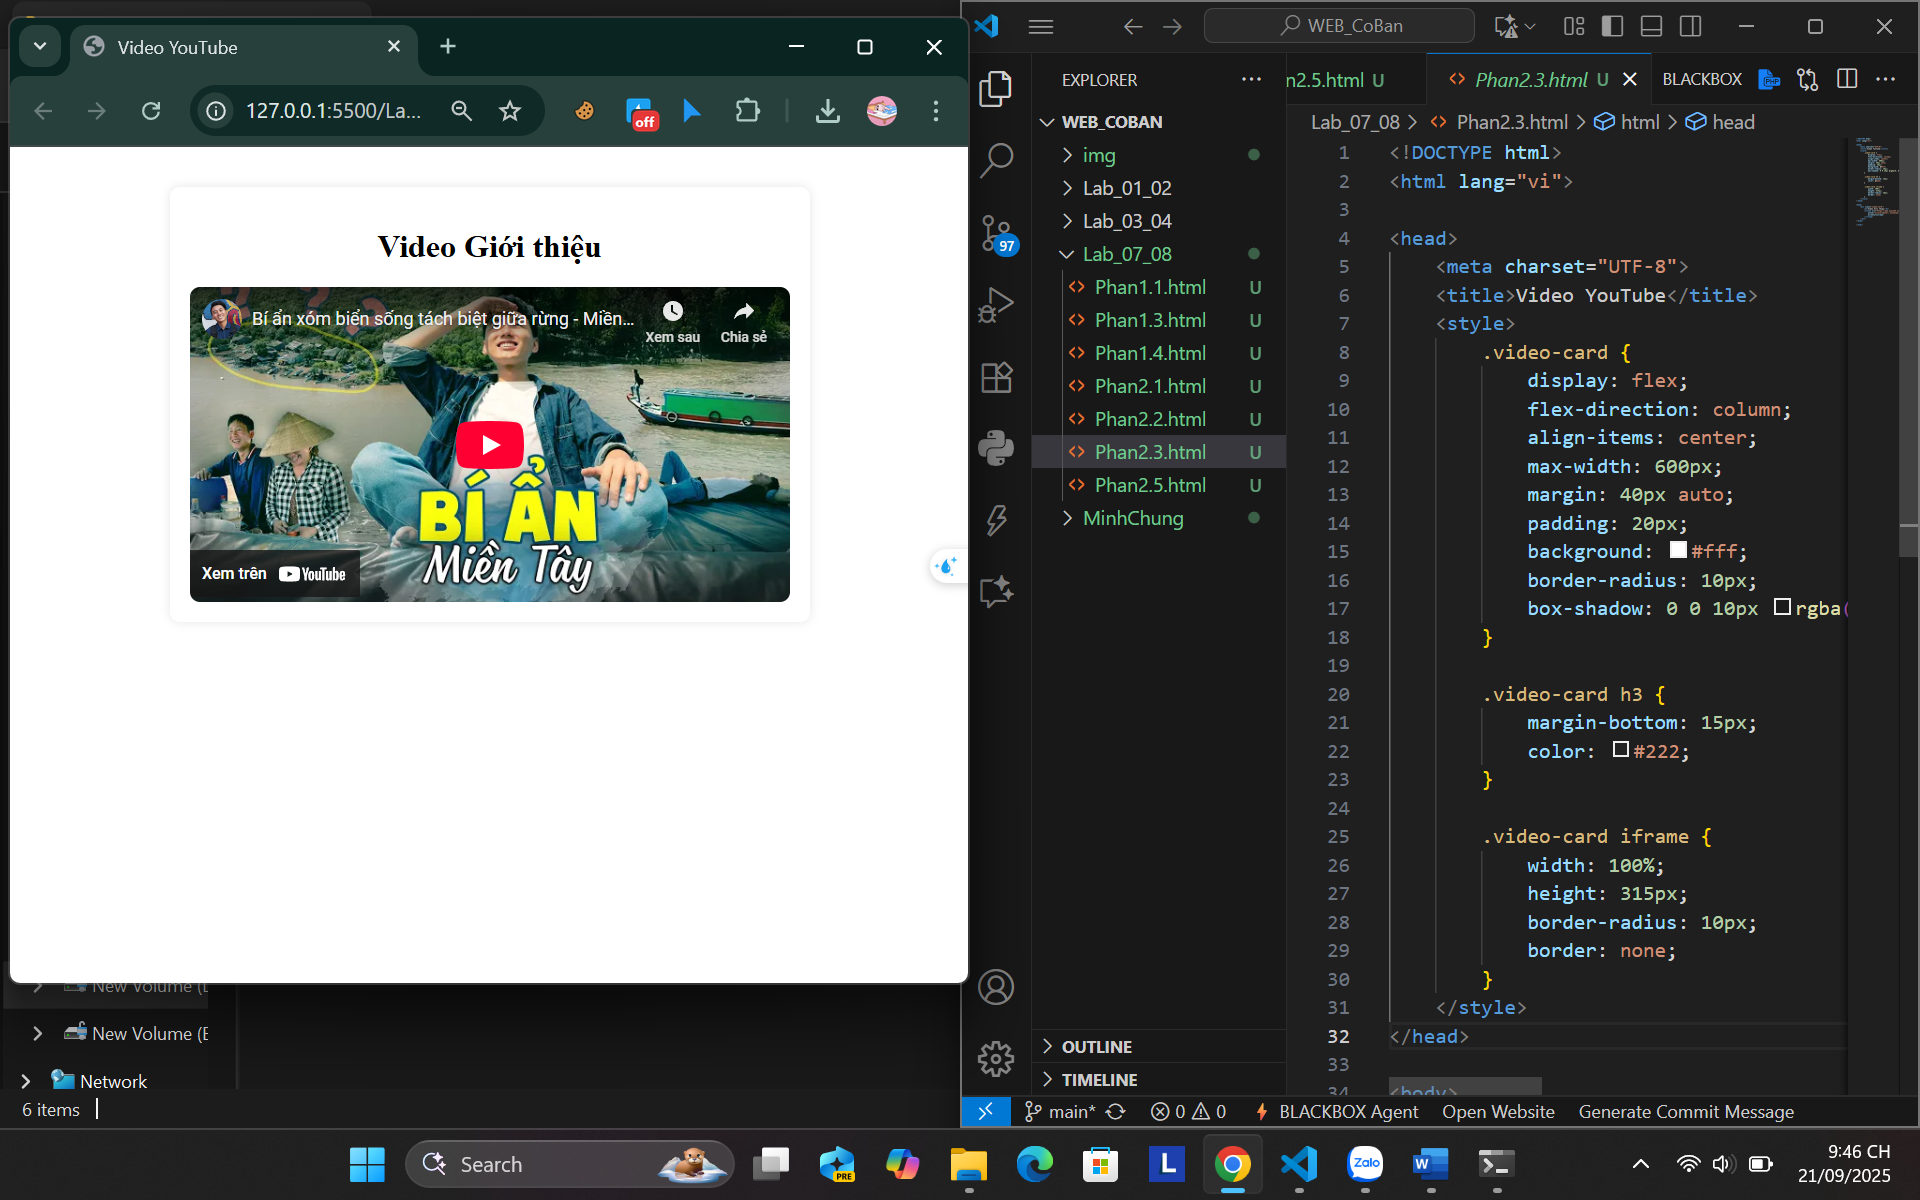 Video YouTube
127.0.0.1:5500/La...
off
Video Giới thiệu
Bí ẩn xóm biển sống tách biệt giữa rừng - Miền...
Xem sau
Chia sẻ
BÍ ẨN
Miền Tây
Xem trên YouTube
New Volume (
New Volume (E
Network
6 items
WEB_CoBan
EXPLORER
WEB_COBAN
img
Lab_01_02
Lab_03_04
Lab_07_08
Phan1.1.html U
Phan1.3.html U
Phan1.4.html U
Phan2.1.html U
Phan2.2.html U
Phan2.3.html U
Phan2.5.html U
MinhChung
97
OUTLINE
TIMELINE
n2.5.html U
Phan2.3.html U
BLACKBOX
PHP
Lab_07_08 > Phan2.3.html > html > head
1 <!DOCTYPE html>
2 <html lang="vi">
3
4 <head>
5 <meta charset="UTF-8">
6 <title>Video YouTube</title>
7 <style>
8 .video-card {
9 display: flex;
10 flex-direction: column;
11 align-items: center;
12 max-width: 600px;
13 margin: 40px auto;
14 padding: 20px;
15 background: #fff;
16 border-radius: 10px;
17 box-shadow: 0 0 10px rgba(
18 }
19
20 .video-card h3 {
21 margin-bottom: 15px;
22 color: #222;
23 }
24
25 .video-card iframe {
26 width: 100%;
27 height: 315px;
28 border-radius: 10px;
29 border: none;
30 }
31 </style>
32 </head>
33
34 <body>
main* 0 0 BLACKBOX Agent Open Website Generate Commit Message
Search
PRE
L
Zalo
W
9:46 CH
21/09/2025